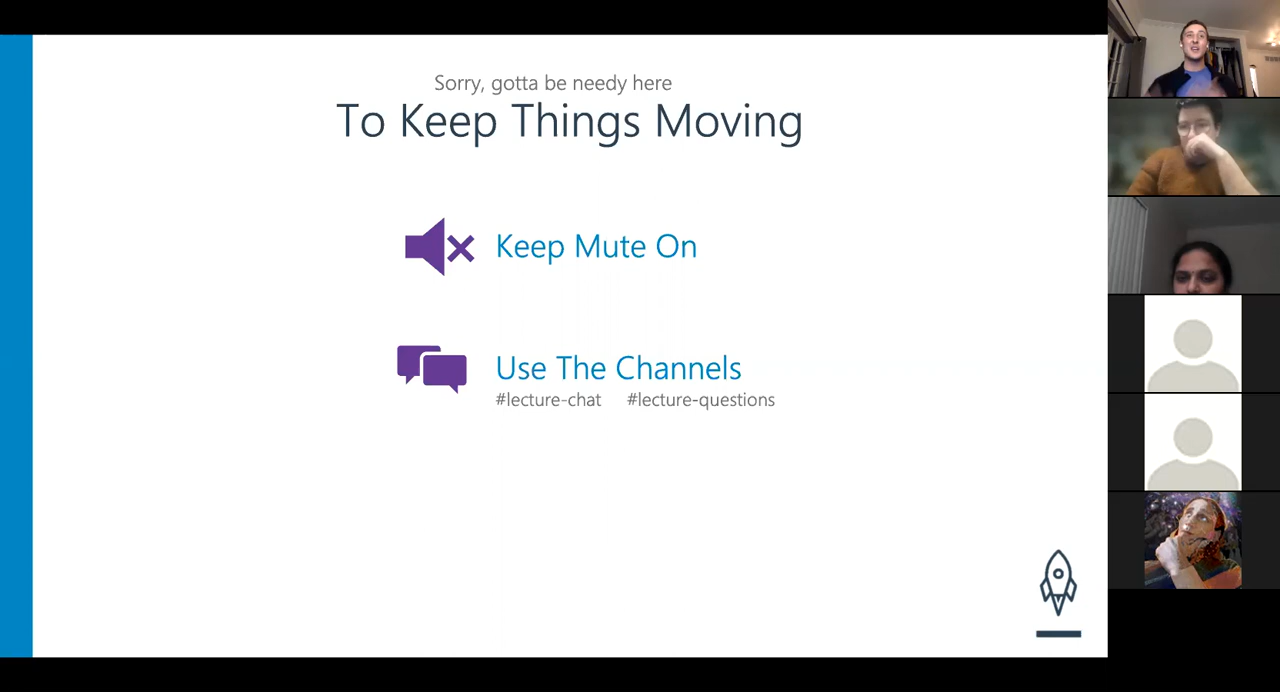 Sorry, gotta be needy here
To Keep Things Moving
Keep Mute On
Use The Channels
#lecture-chat #lecture-questions